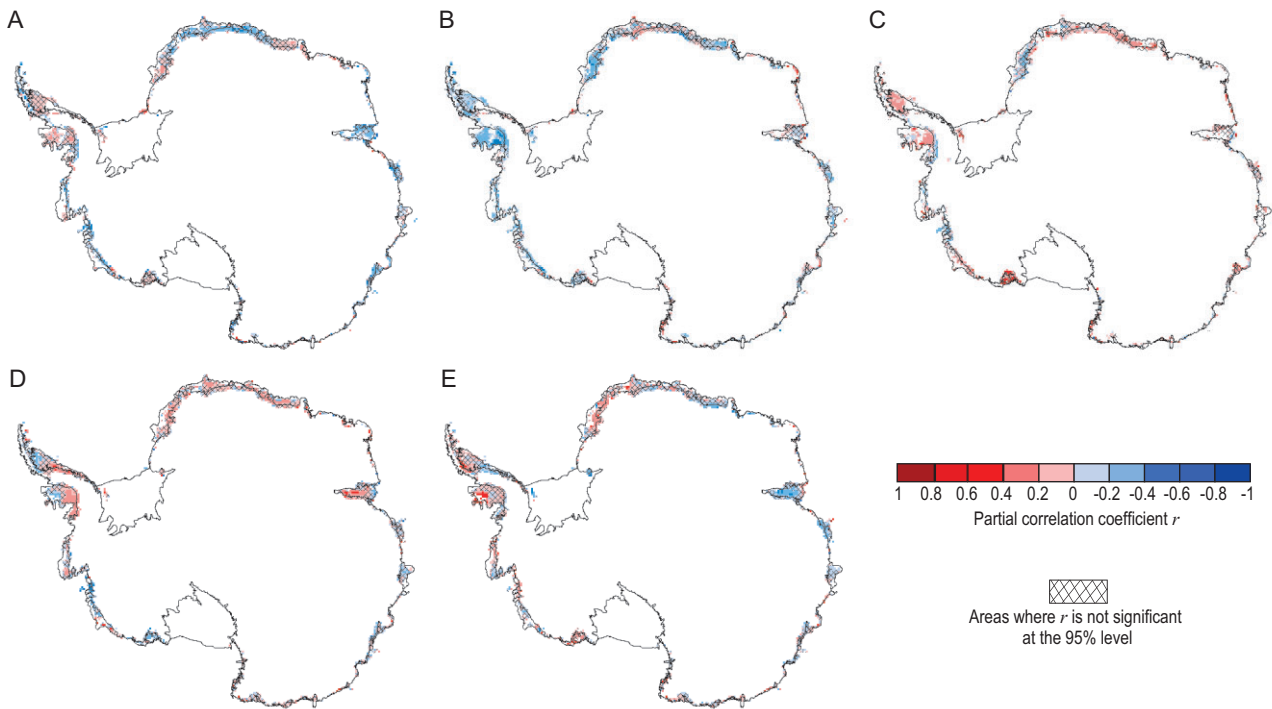 A
B
C
D
E
1 0.8 0.6 0.4 0.2 0 -0.2 -0.4 -0.6 -0.8 -1
Partial correlation coefficient r
Areas where r is not significant
at the 95% level